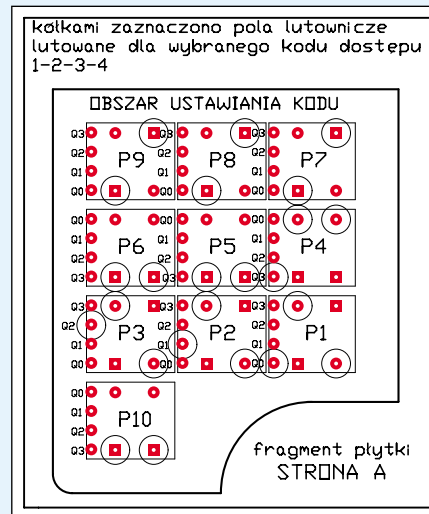 kółkami zaznaczono pola lutownicze
lutowane dla wybranego kodu dostępu
1-2-3-4
OBSZAR USTAWIANIA KODU
Q3 Q3 Q3
Q2 P9 Q2 P8 Q2 P7
Q1 Q1 Q1
Q0 Q0 Q0
Q0 Q0 Q0
Q1 P6 Q1 P5 Q1 P4
Q2 Q2 Q2
Q3 Q3 Q3
Q3 Q3 Q3
Q2 P3 Q2 P2 Q2 P1
Q1 Q1 Q1
Q0 Q0 Q0
Q0
Q1 P10
Q2
Q3
fragment płytki
STRONA A